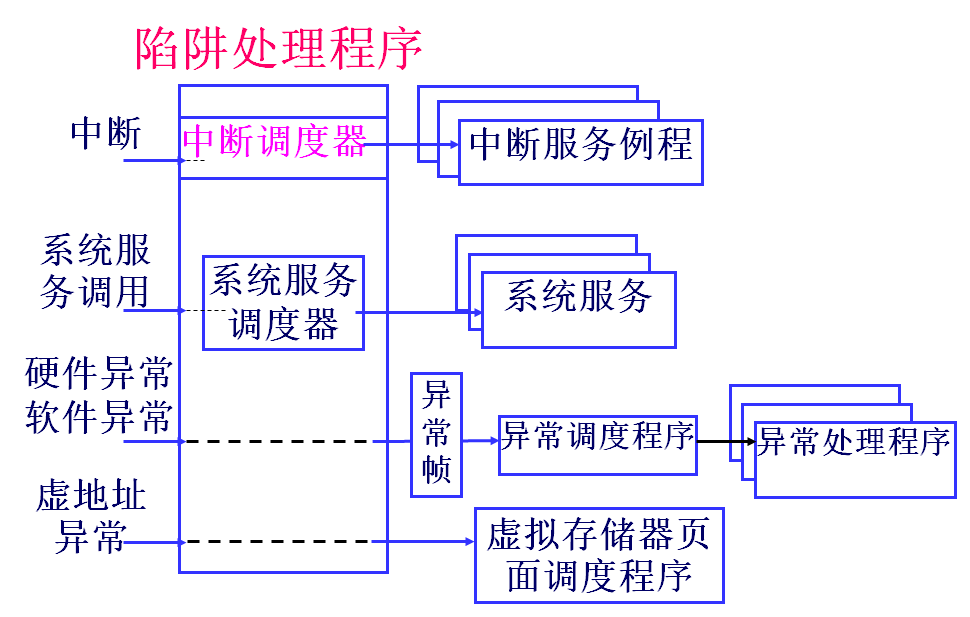 陷阱处理程序
中断
中断调度器
中断服务例程
系统服
务调用
系统服务
调度器
系统服务
硬件异常
软件异常
异
常
帧
异常调度程序
异常处理程序
虚地址
异常
虚拟存储器页
面调度程序